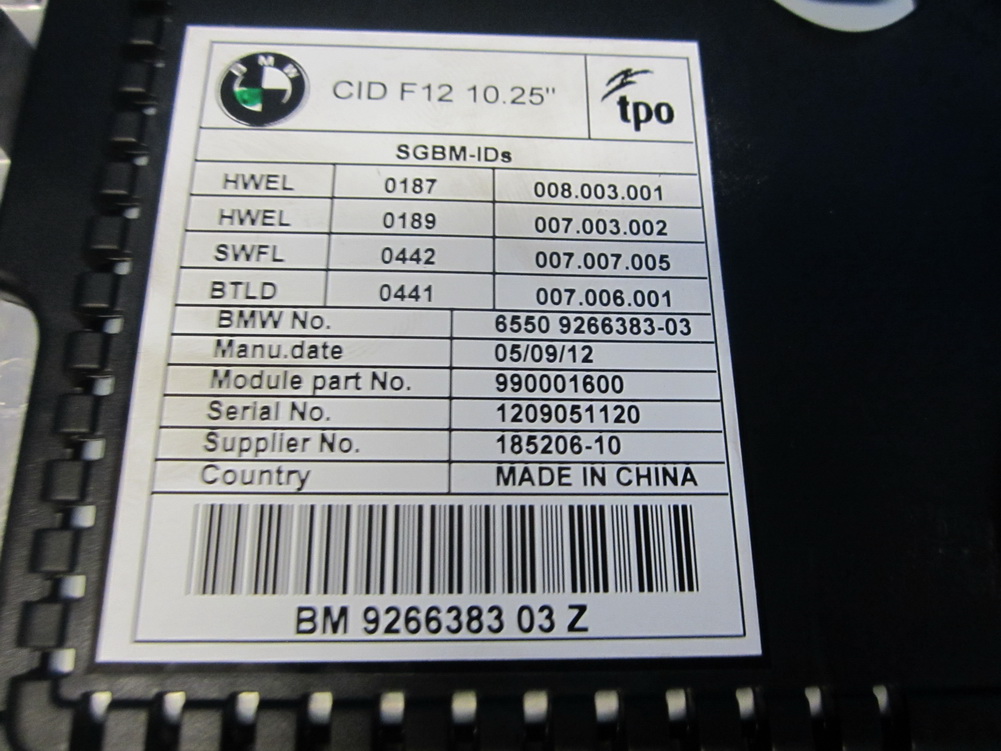 BMW CID F12 10.25" tpo
SGBM-IDs
HWEL 0187 008.003.001
HWEL 0189 007.003.002
SWFL 0442 007.007.005
BTLD 0441 007.006.001
BMW No. 6550 9266383-03
Manu.date 05/09/12
Module part No. 990001600
Serial No. 1209051120
Supplier No. 185206-10
Country MADE IN CHINA
BM 9266383 03 Z